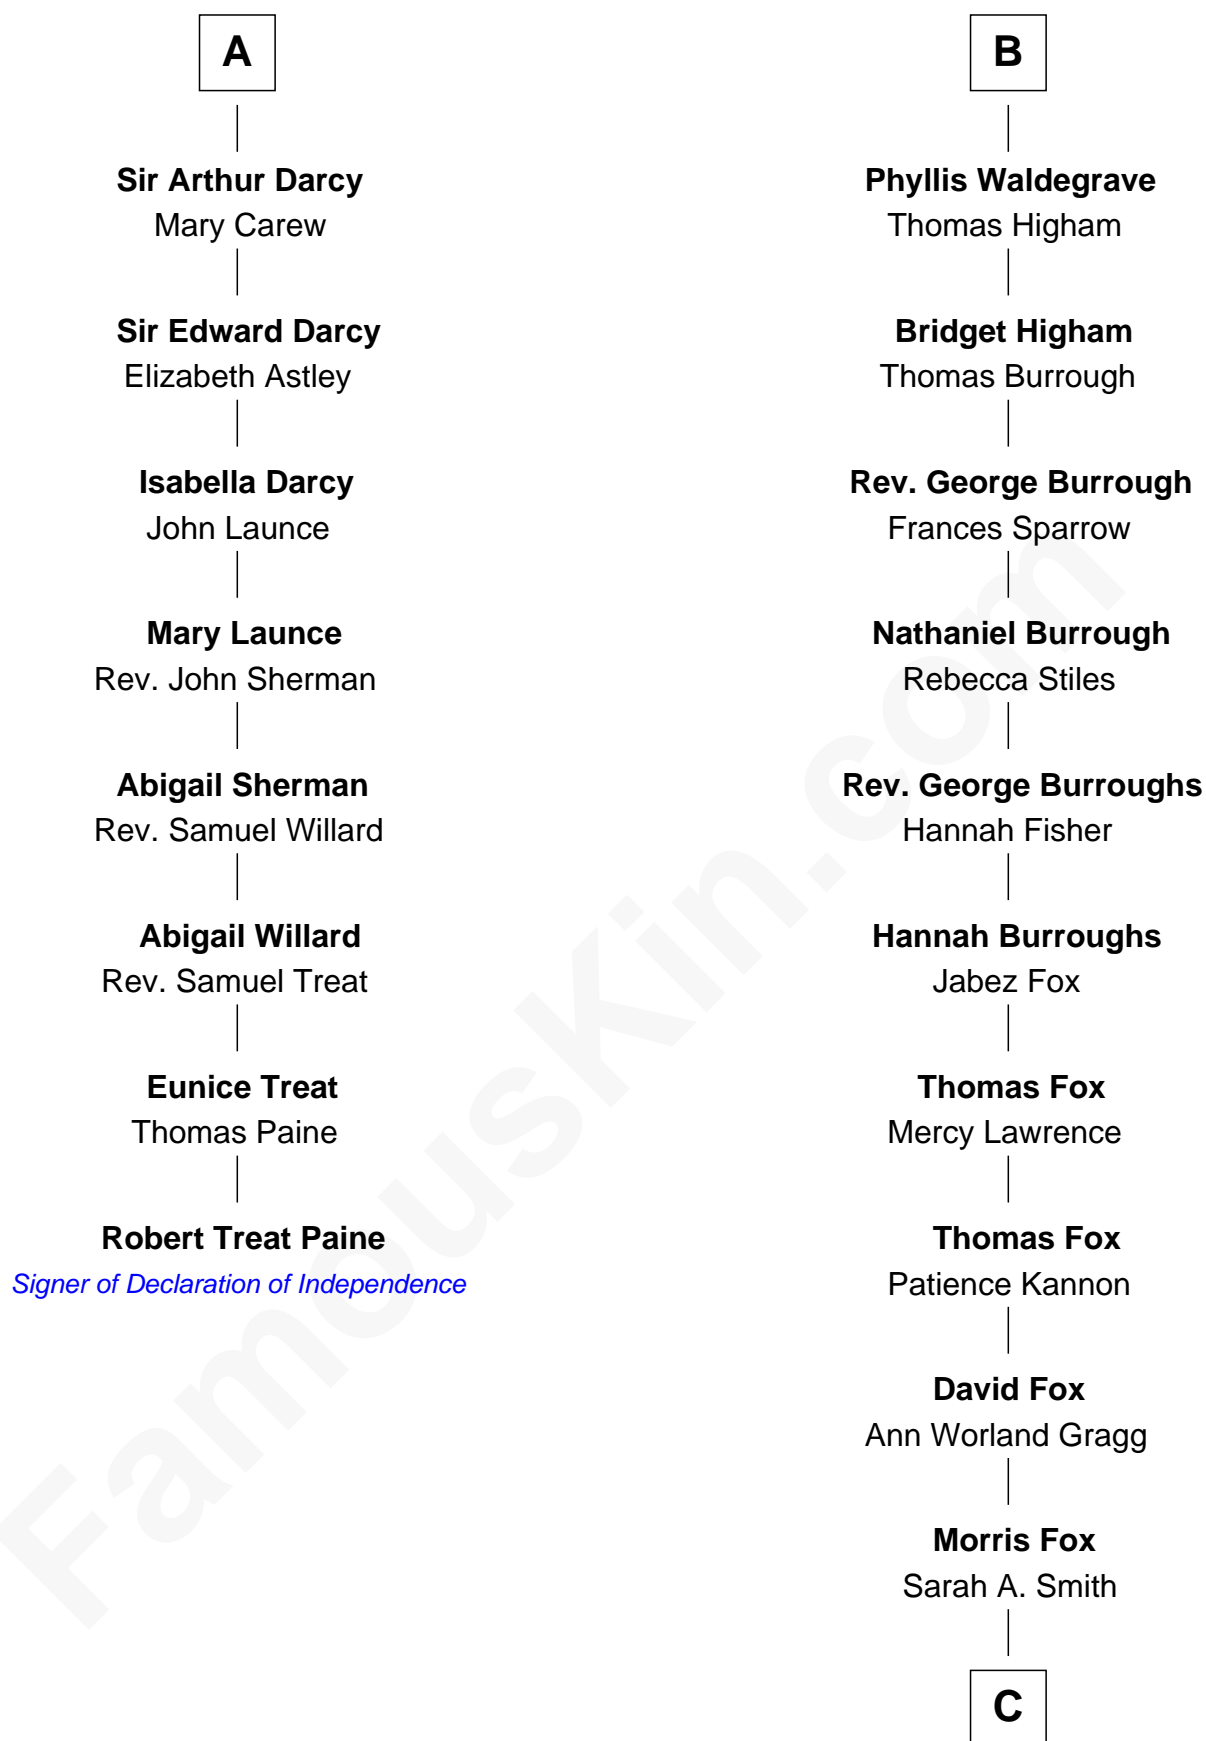 A
Sir Arthur Darcy
Mary Carew
Sir Edward Darcy
Elizabeth Astley
Isabella Darcy
John Launce
Mary Launce
Rev. John Sherman
Abigail Sherman
Rev. Samuel Willard
Abigail Willard
Rev. Samuel Treat
Eunice Treat
Thomas Paine
Robert Treat Paine
Signer of Declaration of Independence
B
Phyllis Waldegrave
Thomas Higham
Bridget Higham
Thomas Burrough
Rev. George Burrough
Frances Sparrow
Nathaniel Burrough
Rebecca Stiles
Rev. George Burroughs
Hannah Fisher
Hannah Burroughs
Jabez Fox
Thomas Fox
Mercy Lawrence
Thomas Fox
Patience Kannon
David Fox
Ann Worland Gragg
Morris Fox
Sarah A. Smith
C
FamousKin.com